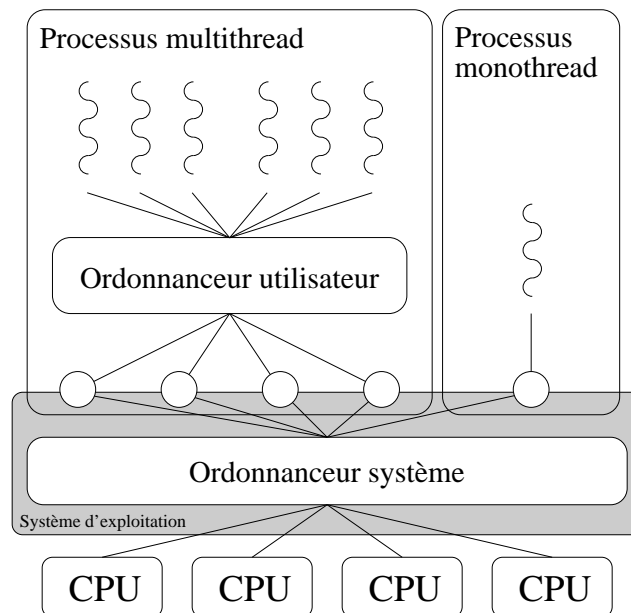 Processus multithread
Processus
monothread
Ordonnanceur utilisateur
Ordonnanceur système
Système d'exploitation
CPU
CPU
CPU
CPU